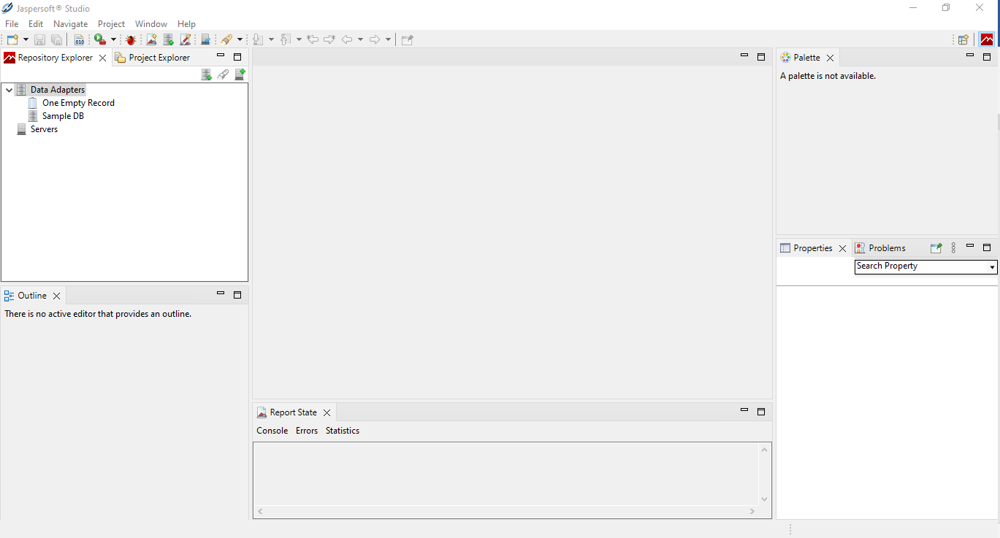 Jaspersoft® Studio
File Edit Navigate Project Window Help
010
Repository Explorer
Project Explorer
Data Adapters
One Empty Record
Sample DB
Servers
Outline
There is no active editor that provides an outline.
Report State
Console Errors Statistics
Palette
A palette is not available.
Properties
Problems
Search Property